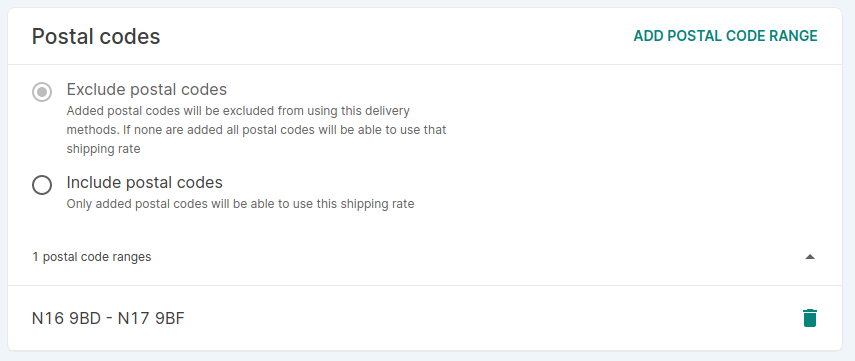 Postal codes
ADD POSTAL CODE RANGE
Exclude postal codes
Added postal codes will be excluded from using this delivery
methods. If none are added all postal codes will be able to use that
shipping rate
Include postal codes
Only added postal codes will be able to use this shipping rate
1 postal code ranges
N16 9BD - N17 9BF